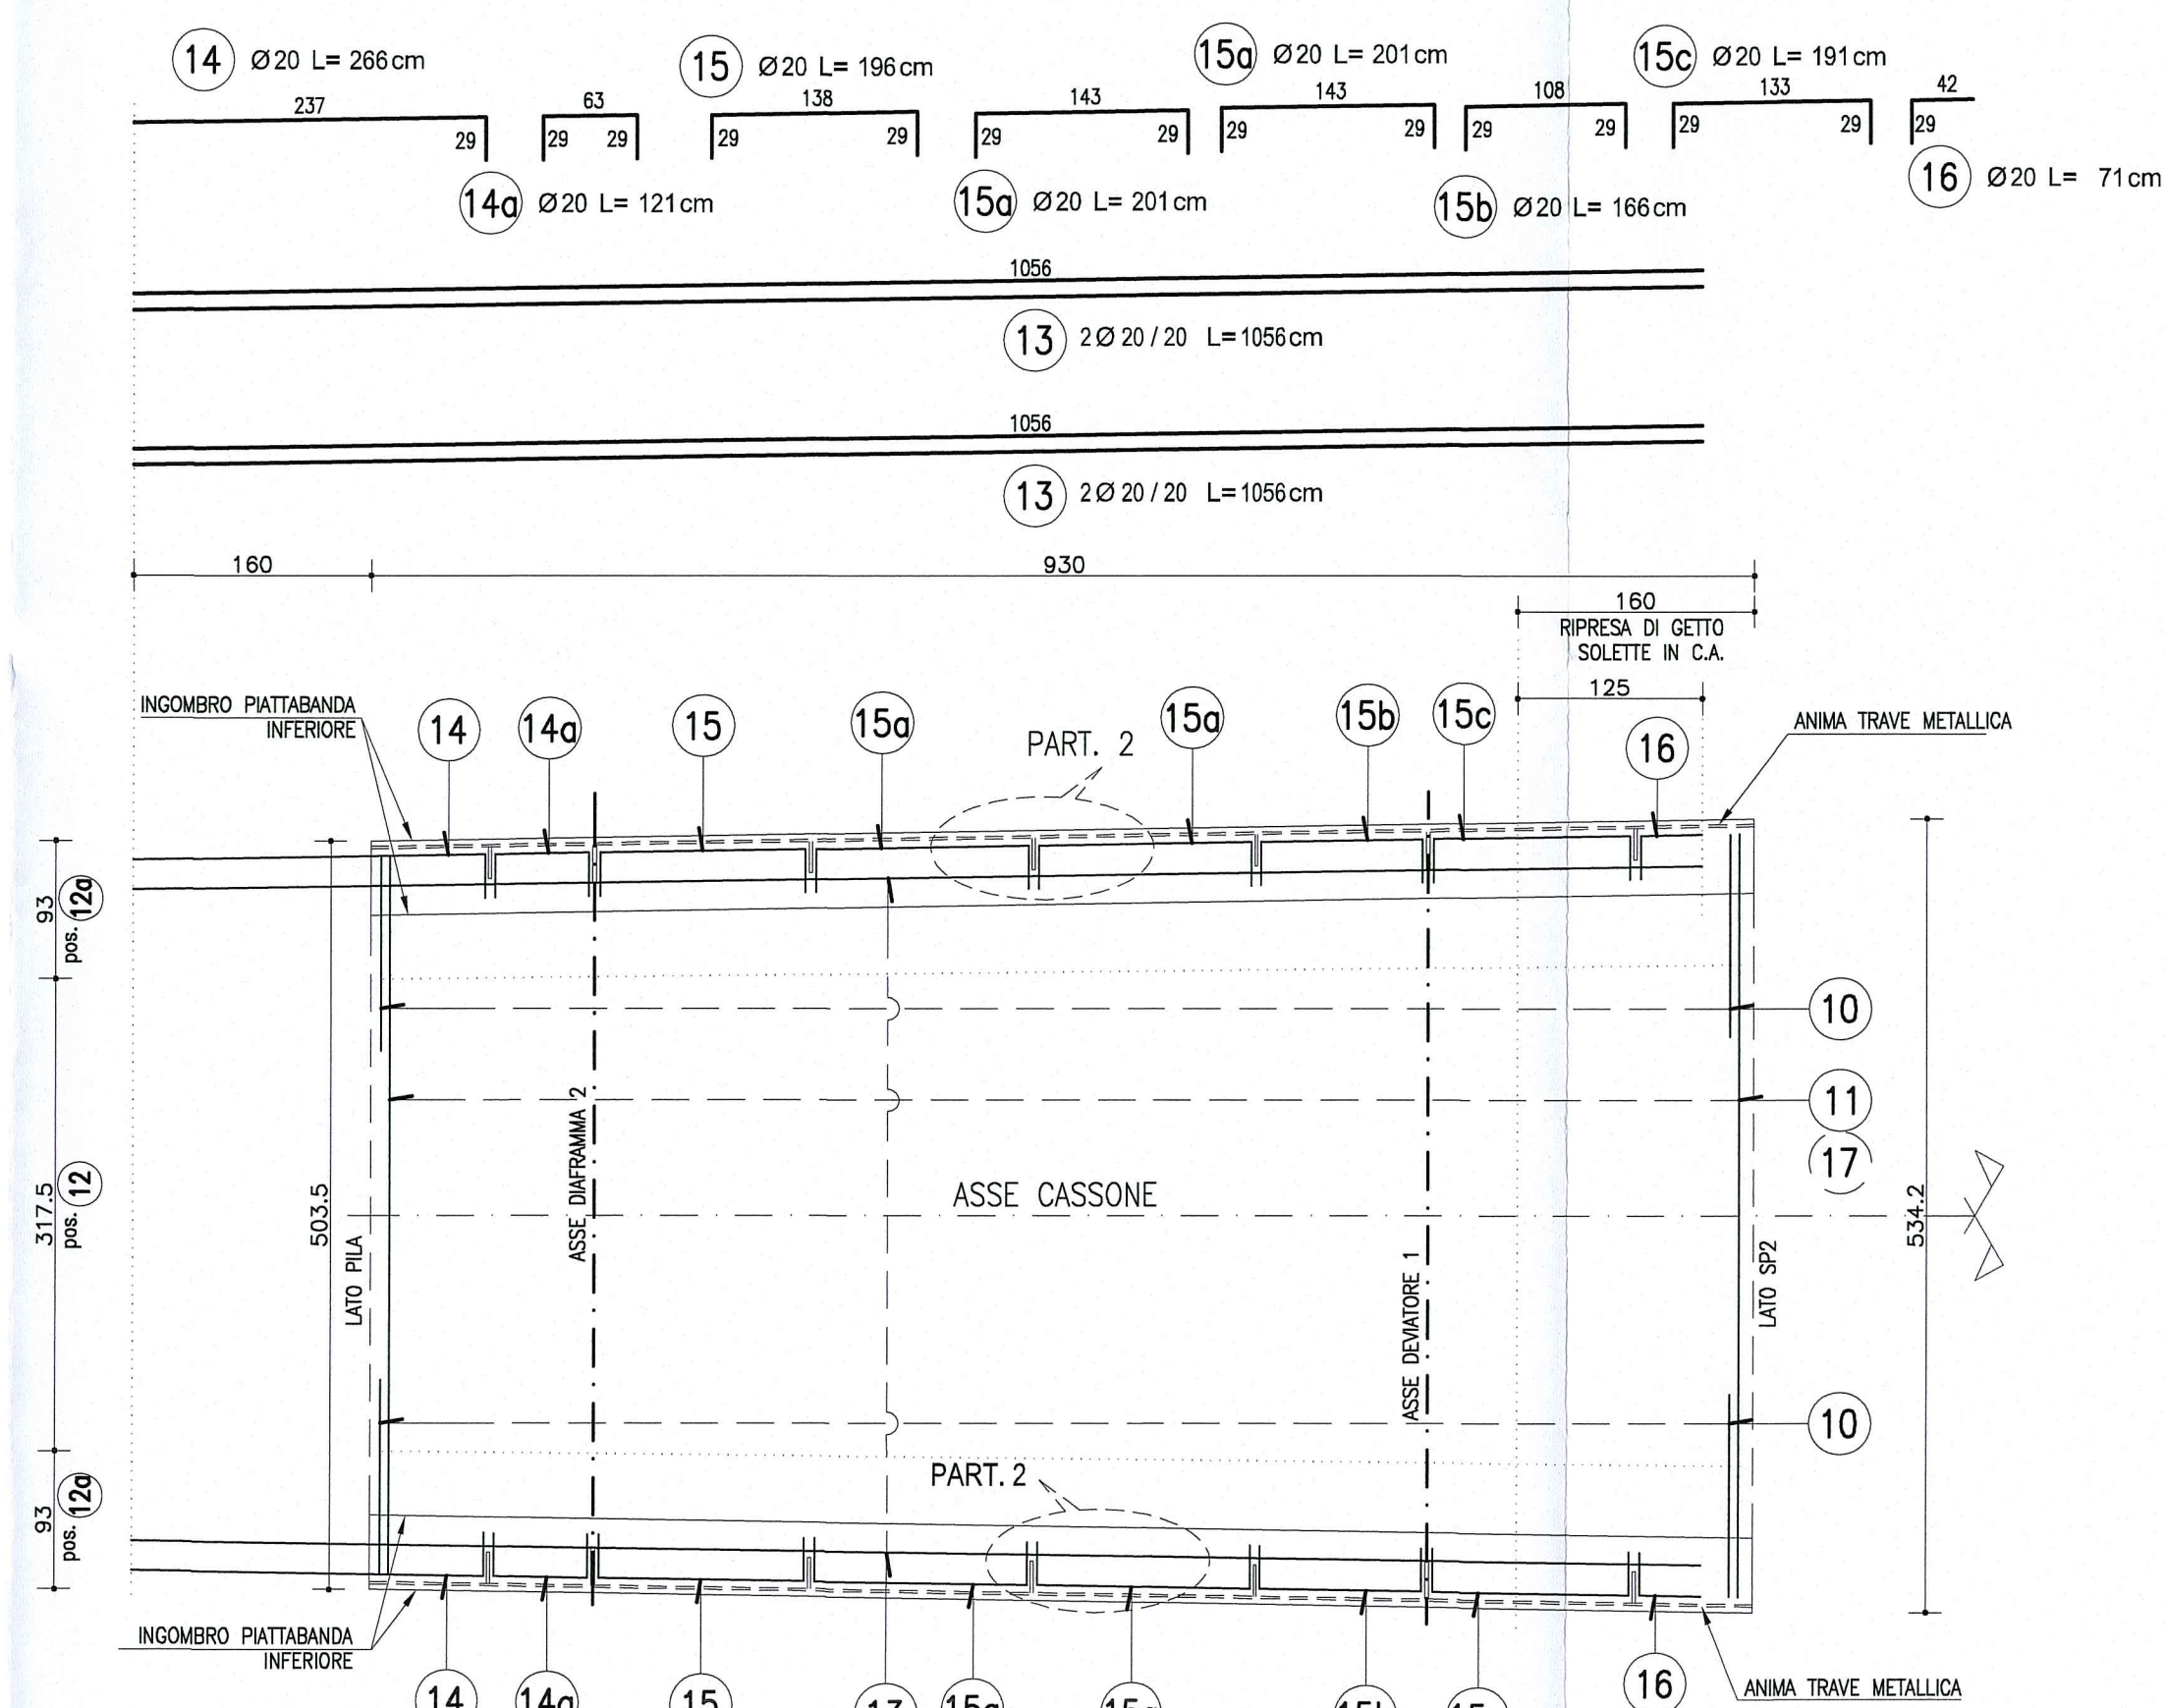 14 Ø20 L= 266cm
15 Ø20 L= 196cm
15a Ø20 L= 201cm
15c Ø20 L= 191cm
237
63
138
143
143
108
133
42
29
29
29
29
29
29
29
29
29
29
29
29
29
29
14a Ø20 L= 121cm
15a Ø20 L= 201cm
15b Ø20 L= 166cm
16 Ø20 L= 71cm
1056
13 2Ø20/20 L=1056cm
1056
13 2Ø20/20 L=1056cm
160
930
160
RIPRESA DI GETTO
SOLETTE IN C.A.
125
INGOMBRO PIATTABANDA
INFERIORE
14
14a
15
15a
PART. 2
15a
15b
15c
16
ANIMA TRAVE METALLICA
93
pos. 12a
317.5
pos. 12
93
pos. 12a
503.5
LATO PILA
ASSE DIAFRAMMA 2
ASSE CASSONE
ASSE DEVIATORE 1
LATO SP2
534.2
10
11
17
10
PART. 2
INGOMBRO PIATTABANDA
INFERIORE
14
14a
15
15a
16
ANIMA TRAVE METALLICA